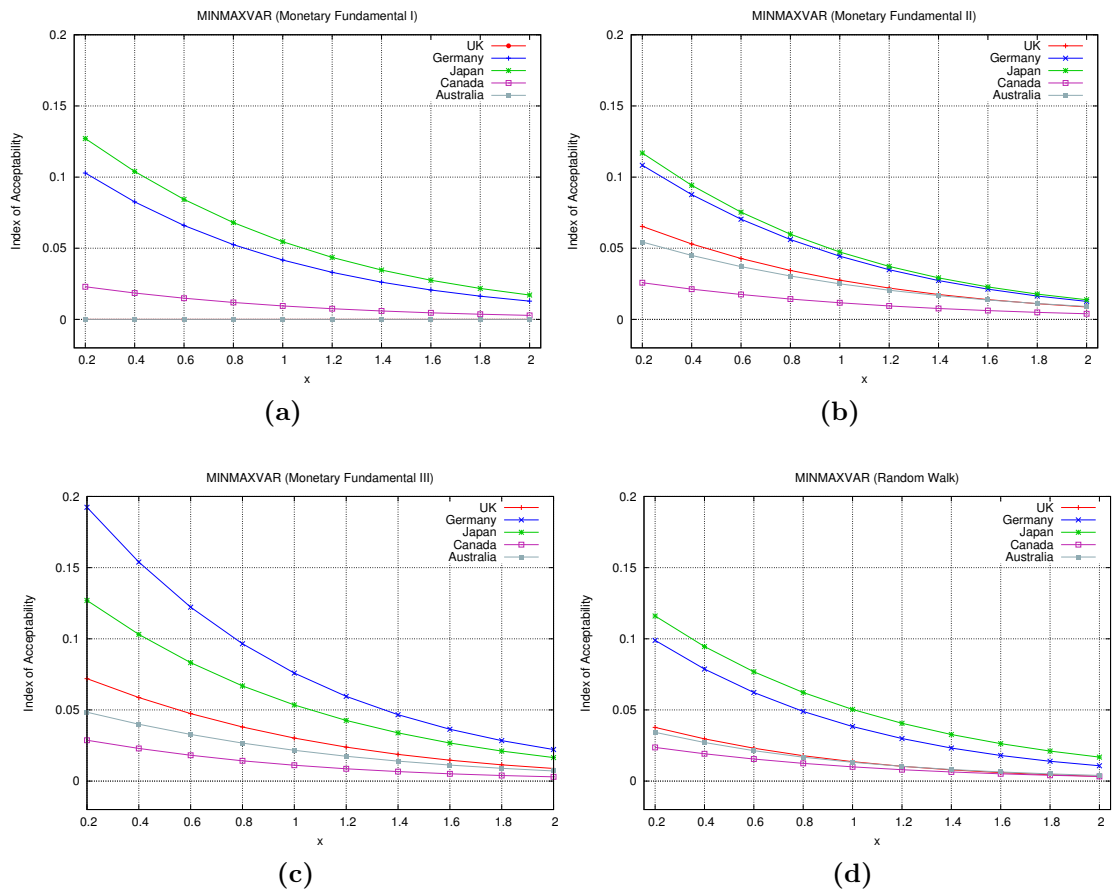 MINMAXVAR (Monetary Fundamental I)
0.2
0.15
0.1
0.05
0
Index of Acceptability
UK
Germany
Japan
Canada
Australia
0.2 0.4 0.6 0.8 1 1.2 1.4 1.6 1.8 2
x
(a)
MINMAXVAR (Monetary Fundamental II)
0.2
0.15
0.1
0.05
0
Index of Acceptability
UK
Germany
Japan
Canada
Australia
0.2 0.4 0.6 0.8 1 1.2 1.4 1.6 1.8 2
x
(b)
MINMAXVAR (Monetary Fundamental III)
0.2
0.15
0.1
0.05
0
Index of Acceptability
UK
Germany
Japan
Canada
Australia
0.2 0.4 0.6 0.8 1 1.2 1.4 1.6 1.8 2
x
(c)
MINMAXVAR (Random Walk)
0.2
0.15
0.1
0.05
0
Index of Acceptability
UK
Germany
Japan
Canada
Australia
0.2 0.4 0.6 0.8 1 1.2 1.4 1.6 1.8 2
x
(d)